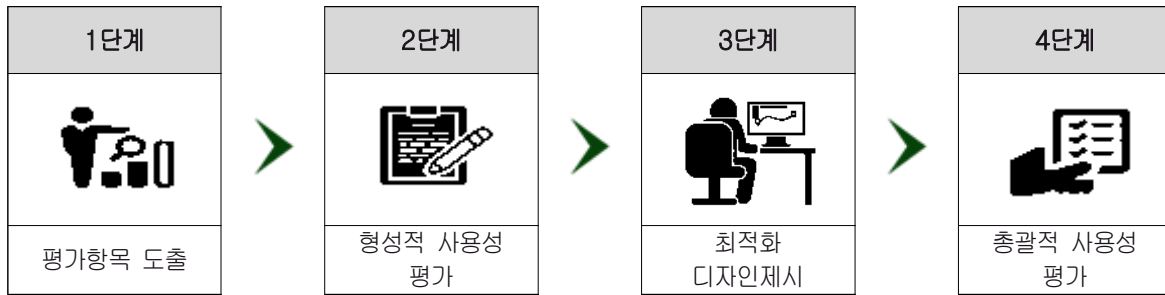 1단계
평가항목 도출
2단계
형성적 사용성
평가
3단계
최적화
디자인제시
4단계
총괄적 사용성
평가